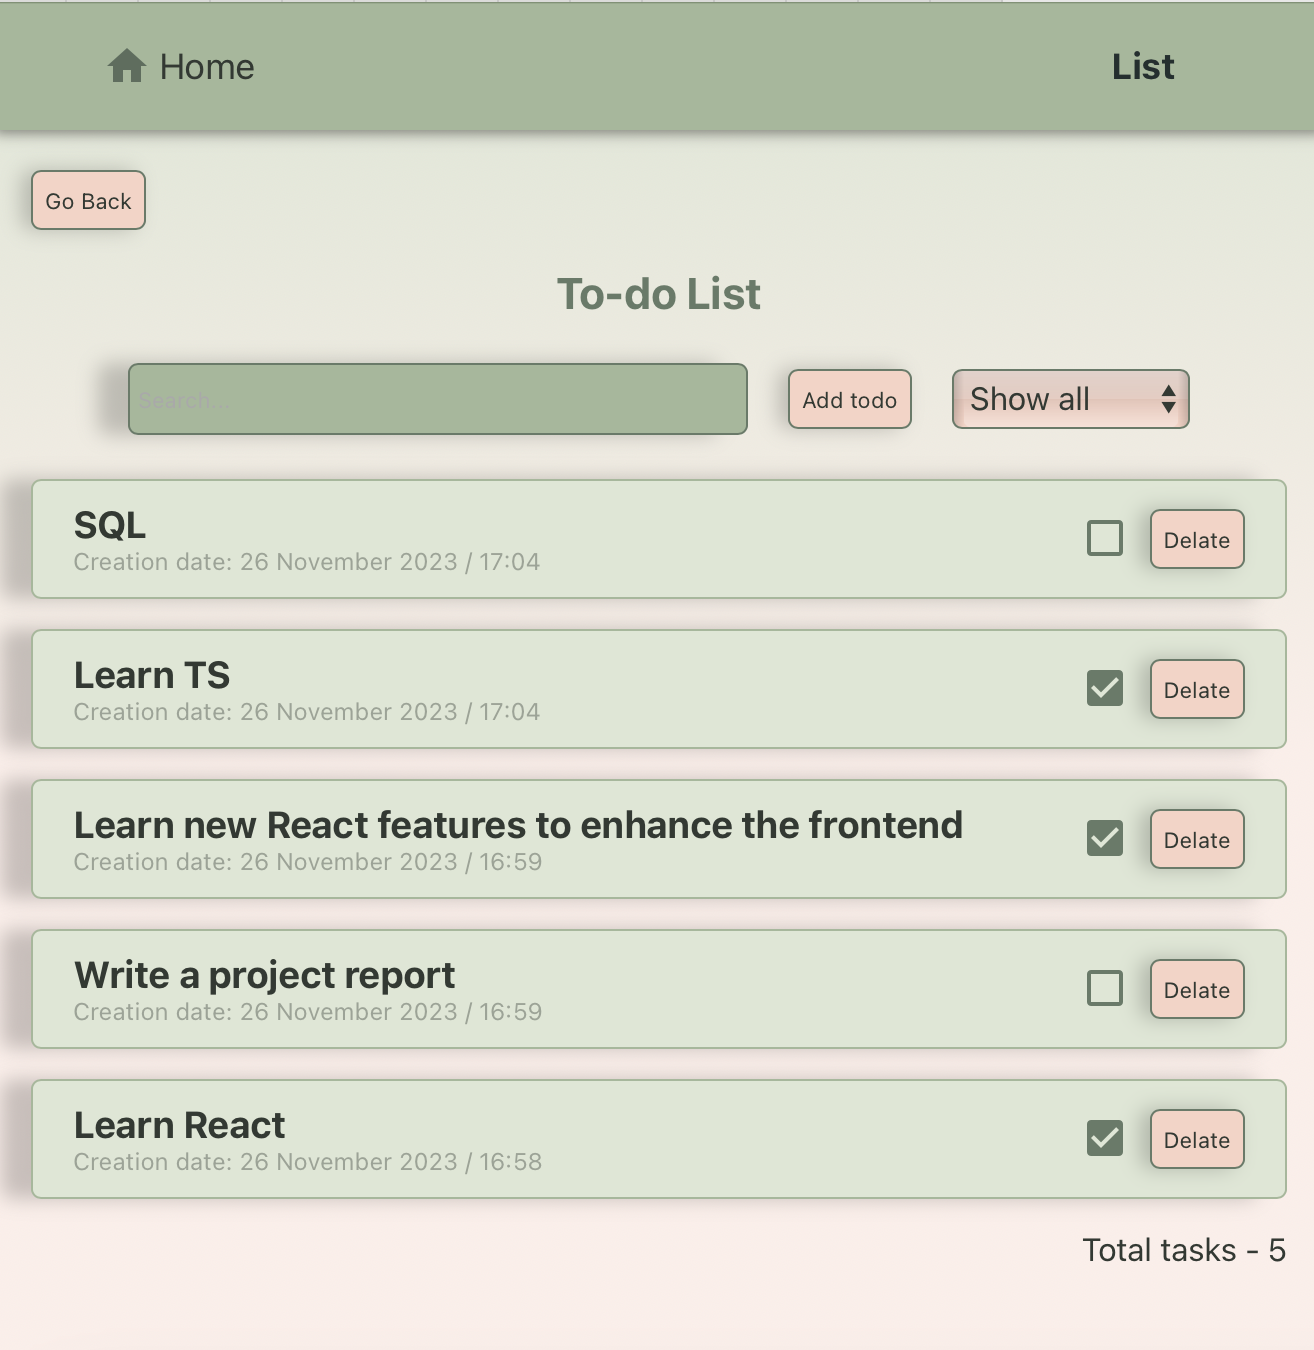 Home
List
Go Back
To-do List
Search...
Add todo
Show all
SQL
Creation date: 26 November 2023 / 17:04
Delate
Learn TS
Creation date: 26 November 2023 / 17:04
Delate
Learn new React features to enhance the frontend
Creation date: 26 November 2023 / 16:59
Delate
Write a project report
Creation date: 26 November 2023 / 16:59
Delate
Learn React
Creation date: 26 November 2023 / 16:58
Delate
Total tasks - 5